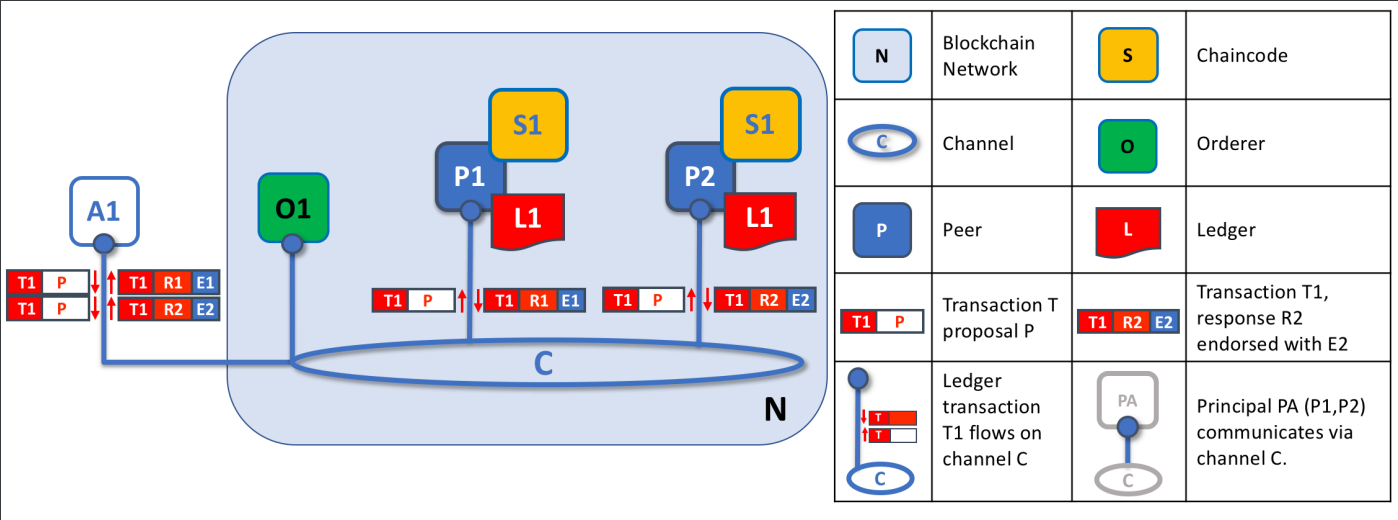 S1
S1
P1
P2
A1
O1
L1
L1
T1 P
T1 R1 E1
T1 P
T1 R2 E2
T1 P
T1 R1 E1
T1 P
T1 R2 E2
C
N
N
Blockchain
Network
S
Chaincode
C
Channel
O
Orderer
P
Peer
L
Ledger
T1 P
Transaction T
proposal P
T1 R2 E2
Transaction T1,
response R2
endorsed with E2
T
T
C
Ledger
transaction
T1 flows on
channel C
PA
C
Principal PA (P1,P2)
communicates via
channel C.